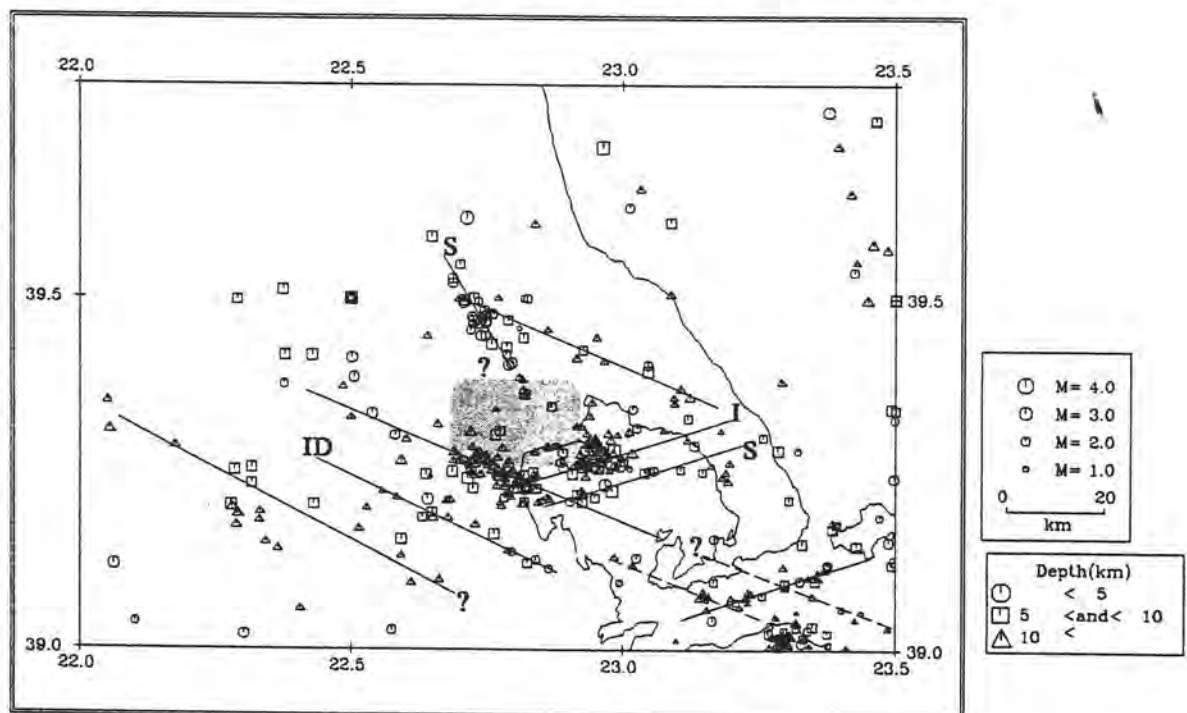 22.0 22.5 23.0 23.5
S
39.5 39.5
?
I
ID
S
?
?
39.0 39.0
22.0 22.5 23.0 23.5
M= 4.0
M= 3.0
M= 2.0
M= 1.0
0 20
km
Depth(km)
< 5
5 <and< 10
10 <